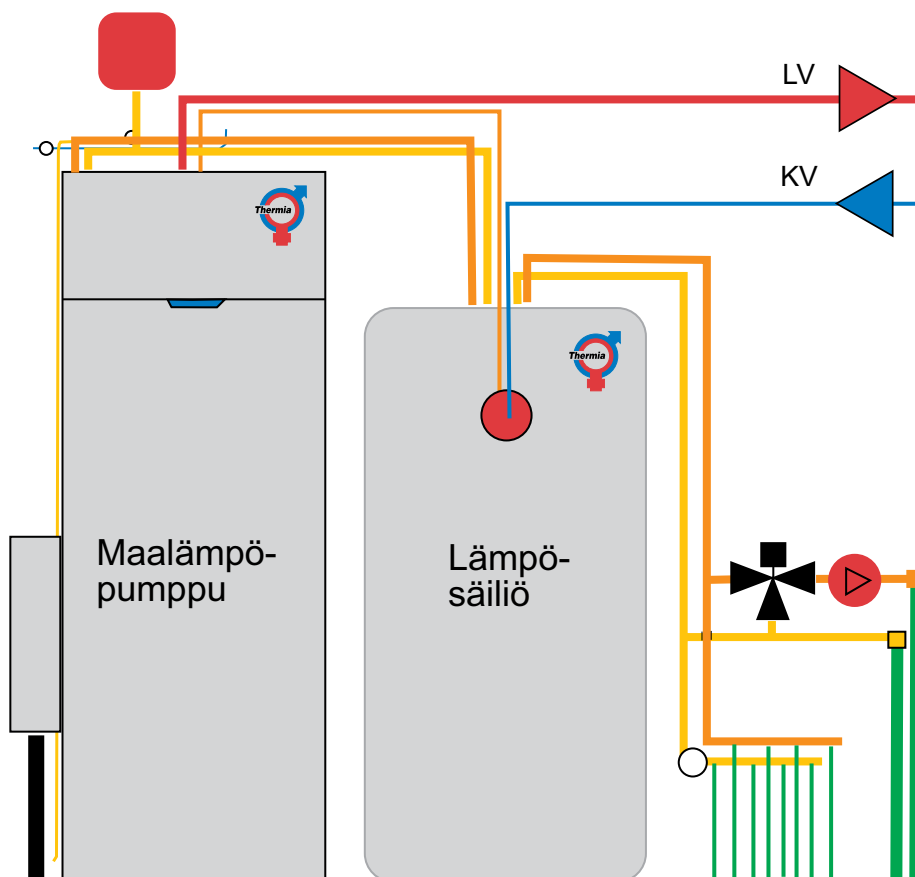 LV
KV
Thermia
Thermia
Maalämpö-
pumppu
Lämpö-
säiliö